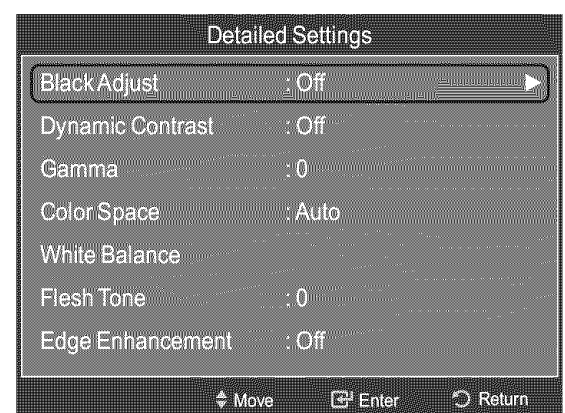 Detailed Settings
Black Adjust : Off
Dynamic Contrast : Off
Gamma : 0
Color Space : Auto
White Balance
Flesh Tone : 0
Edge Enhancement : Off
Move Enter Return